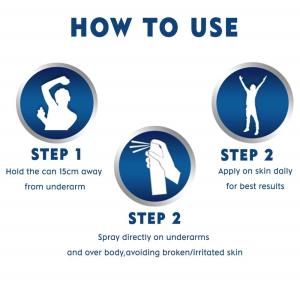 HOW TO USE
STEP 1
Hold the can 15cm away
from underarm
STEP 2
Spray directly on underarms
and over body,avoiding broken/irritated skin
STEP 2
Apply on skin daily
for best results